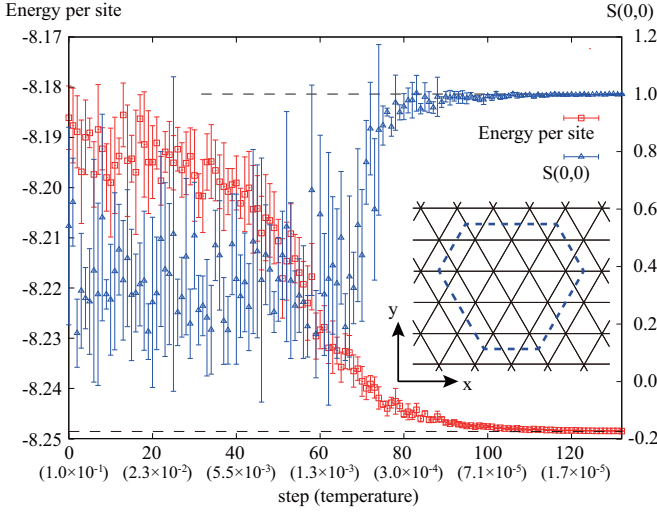 Energy per site S(0,0)
-8.17 1.2
-8.18 1.0
-8.19 0.8
Energy per site
S(0,0)
-8.20 0.6
-8.21 0.4
-8.22 0.2
y
-8.23 0.0
x
-8.24 -0.2
-8.25
0 20 40 60 80 100 120
(1.0×10⁻¹) (2.3×10⁻²) (5.5×10⁻³) (1.3×10⁻³) (3.0×10⁻⁴) (7.1×10⁻⁵) (1.7×10⁻⁵)
step (temperature)